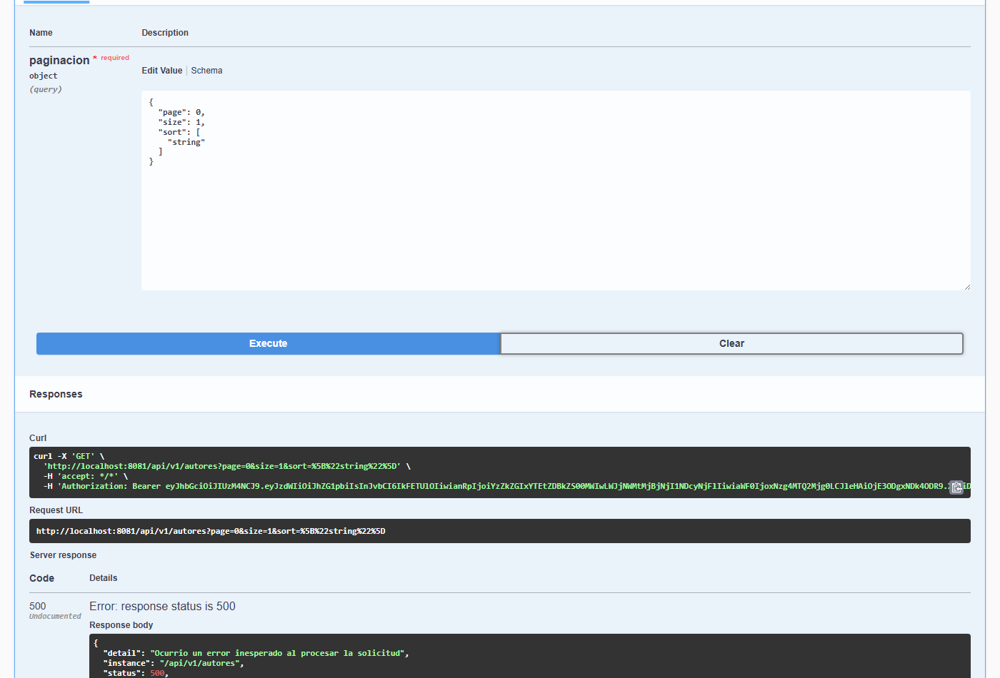 Name Description
paginacion * required
object
(query)
Edit Value Schema
{
"page": 0,
"size": 1,
"sort": [
"string"
]
}
Execute Clear
Responses
Curl
curl -X 'GET' \
'http://localhost:8081/api/v1/autores?page=0&size=1&sort=%5B%22string%22%5D' \
-H 'accept: */*' \
-H 'Authorization: Bearer
Request URL
http://localhost:8081/api/v1/autores?page=0&size=1&sort=%5B%22string%22%5D
Server response
Code Details
500 Error: response status is 500
Undocumented
Response body
{
"detail": "Ocurrio un error inesperado al procesar la solicitud",
"instance": "/api/v1/autores",
"status": 500,